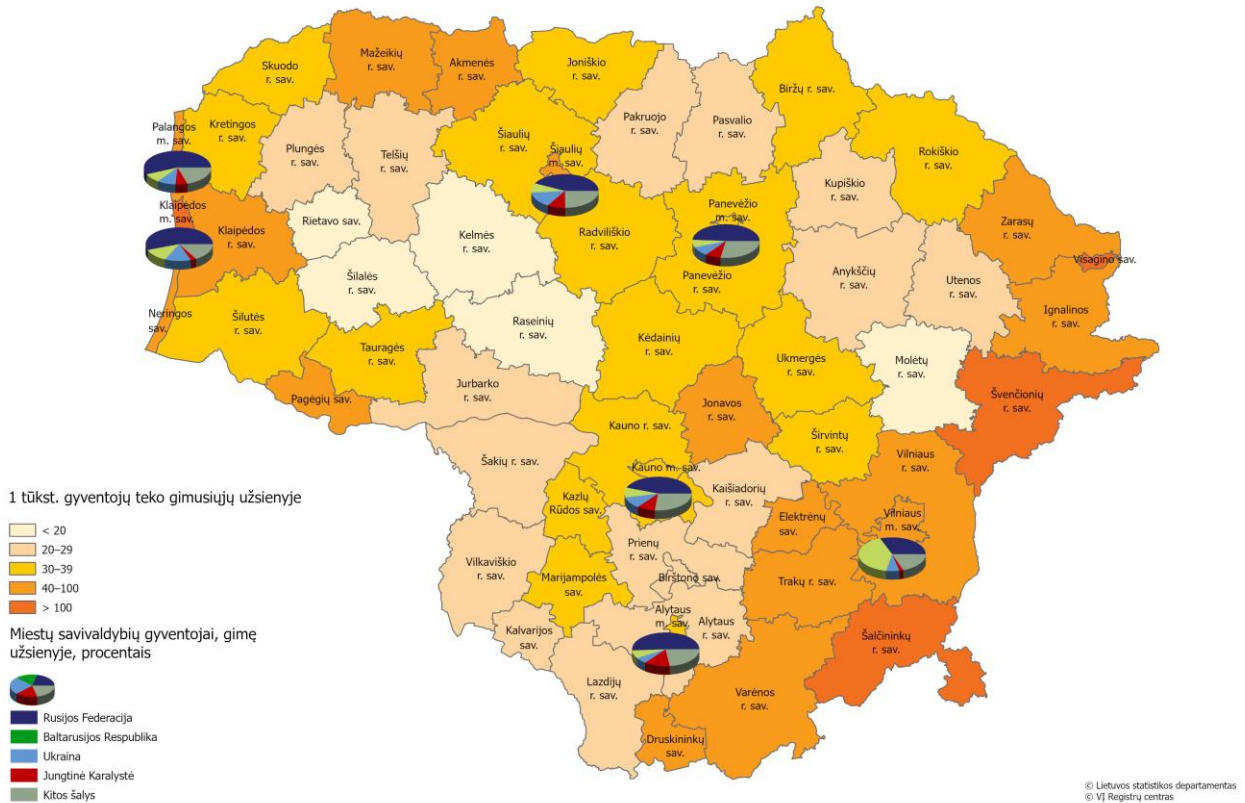 Skuodo
r. sav.
Mažeikių
r. sav.
Akmenės
r. sav.
Joniškio
r. sav.
Biržų r. sav.
Palangos
m. sav.
Kretingos
r. sav.
Plungės
r. sav.
Telšių
r. sav.
Šiaulių
r. sav.
Šiaulių
m. sav.
Pakruojo
r. sav.
Pasvalio
r. sav.
Rokiškio
r. sav.
Kupiškio
r. sav.
Klaipėdos
m. sav.
Klaipėdos
r. sav.
Rietavo sav.
Kelmės
r. sav.
Radviliškio
r. sav.
Panevėžio
m. sav.
Panevėžio
r. sav.
Zarasų
r. sav.
Visagino sav.
Anykščių
r. sav.
Utenos
r. sav.
Ignalinos
r. sav.
Neringos
sav.
Šilutės
r. sav.
Šilalės
r. sav.
Tauragės
r. sav.
Raseinių
r. sav.
Kėdainių
r. sav.
Ukmergės
r. sav.
Molėtų
r. sav.
Švenčionių
r. sav.
Pagėgių sav.
Jurbarko
r. sav.
Jonavos
r. sav.
Širvintų
r. sav.
Kauno r. sav.
Kauno m. sav.
Šakių r. sav.
Kaišiadorių
r. sav.
Vilniaus
r. sav.
Vilniaus
m. sav.
Kazlų
Rūdos sav.
Elektrėnų
sav.
Prienų
r. sav.
Vilkaviškio
r. sav.
Marijampolės
sav.
Birštono sav.
Trakų r. sav.
Alytaus
m. sav.
Alytaus
r. sav.
Kalvarijos
sav.
Šalčininkų
r. sav.
Lazdijų
r. sav.
Varėnos
r. sav.
Druskininkų
sav.
1 tūkst. gyventojų teko gimusiųjų užsienyje
< 20
20–29
30–39
40–100
> 100
Miestų savivaldybių gyventojai, gimę
užsienyje, procentais
Rusijos Federacija
Baltarusijos Respublika
Ukraina
Jungtinė Karalystė
Kitos šalys
© Lietuvos statistikos departamentas
© VĮ Registrų centras